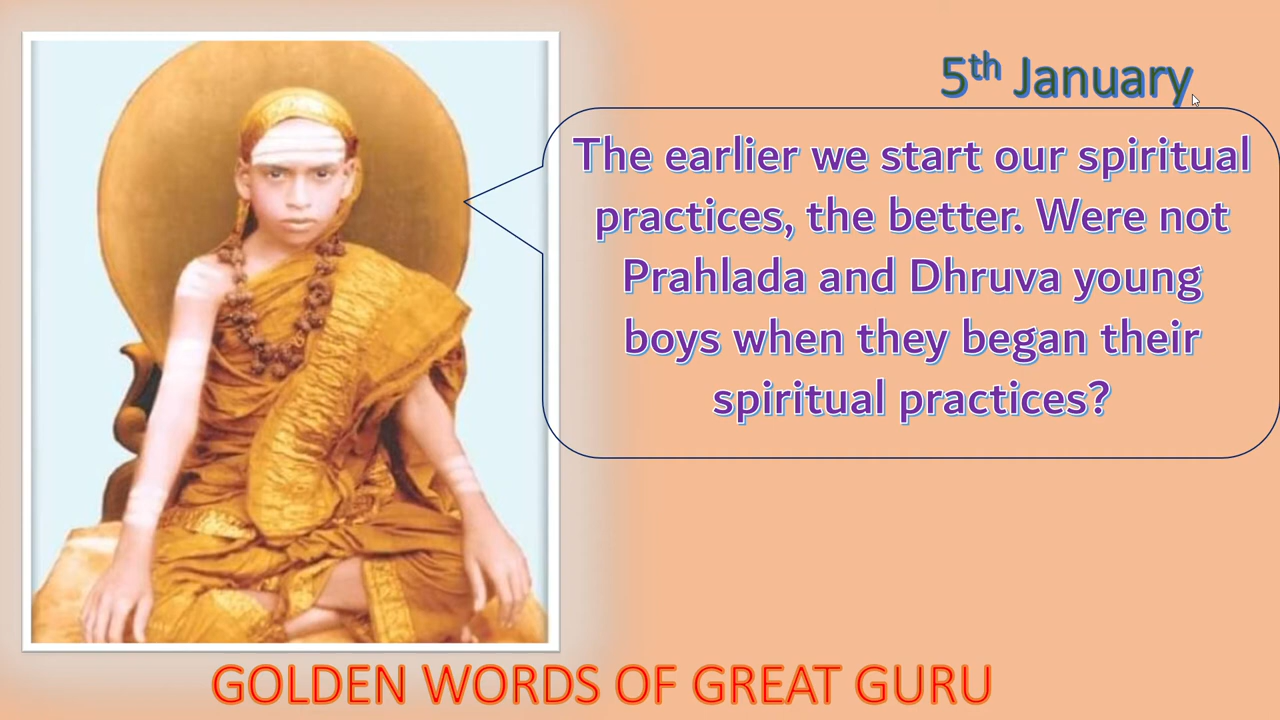 5th January
The earlier we start our spiritual
practices, the better. Were not
Prahlada and Dhruva young
boys when they began their
spiritual practices?
GOLDEN WORDS OF GREAT GURU